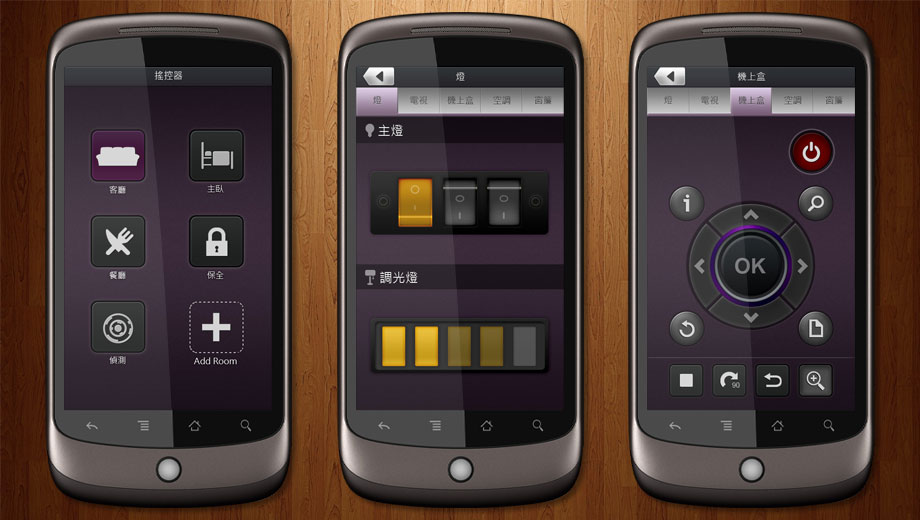 搖控器
客廳
主臥
餐廳
保全
偵測
Add Room
燈
燈 電視 機上盒 空調 窗簾
主燈
調光燈
機上盒
燈 電視 機上盒 空調 窗簾
OK
90